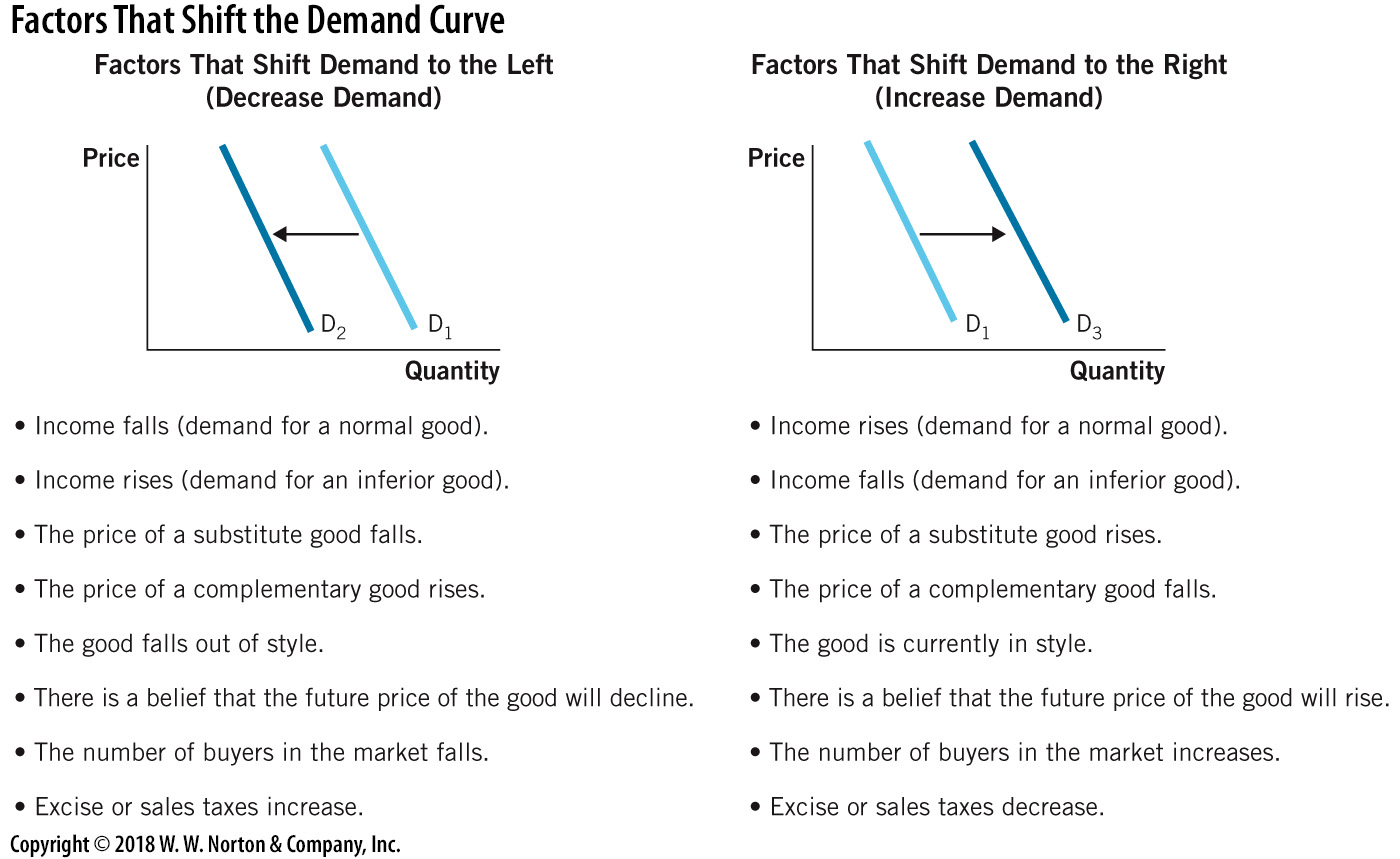 Factors That Shift the Demand Curve
Factors That Shift Demand to the Left
(Decrease Demand)
Price
D2
D1
Quantity
• Income falls (demand for a normal good).
• Income rises (demand for an inferior good).
• The price of a substitute good falls.
• The price of a complementary good rises.
• The good falls out of style.
• There is a belief that the future price of the good will decline.
• The number of buyers in the market falls.
• Excise or sales taxes increase.
Factors That Shift Demand to the Right
(Increase Demand)
Price
D1
D3
Quantity
• Income rises (demand for a normal good).
• Income falls (demand for an inferior good).
• The price of a substitute good rises.
• The price of a complementary good falls.
• The good is currently in style.
• There is a belief that the future price of the good will rise.
• The number of buyers in the market increases.
• Excise or sales taxes decrease.
Copyright © 2018 W. W. Norton & Company, Inc.